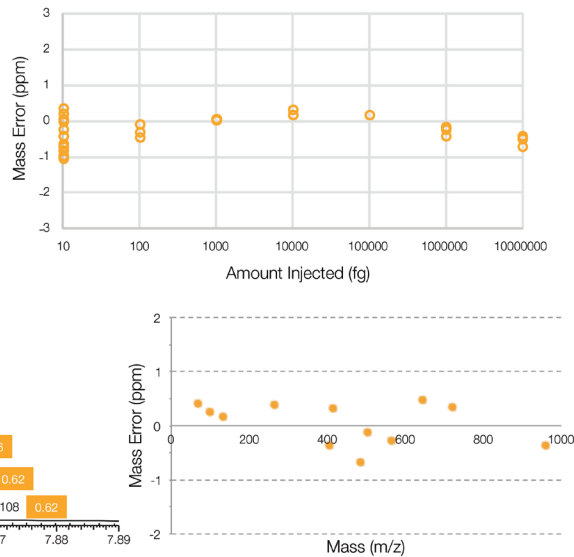 3
2
1
0
-1
-2
-3
Mass Error (ppm)
10 100 1000 10000 100000 1000000 10000000
Amount Injected (fg)
2
1
0
-1
-2
Mass Error (ppm)
0 200 400 600 800 1000
Mass (m/z)
6
0.62
108 0.62
7 7.88 7.89